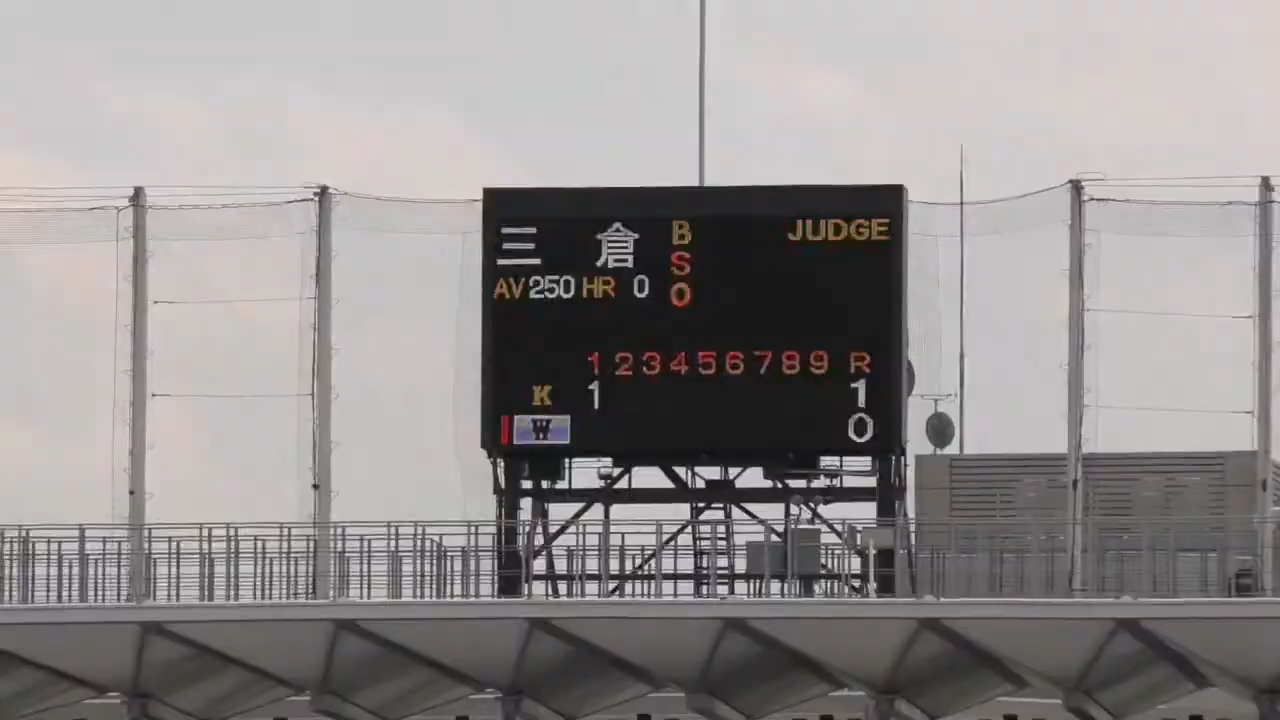 三 倉 B JUDGE
S
AV 250 HR 0 O
1 2 3 4 5 6 7 8 9 R
K 1 1
W 0